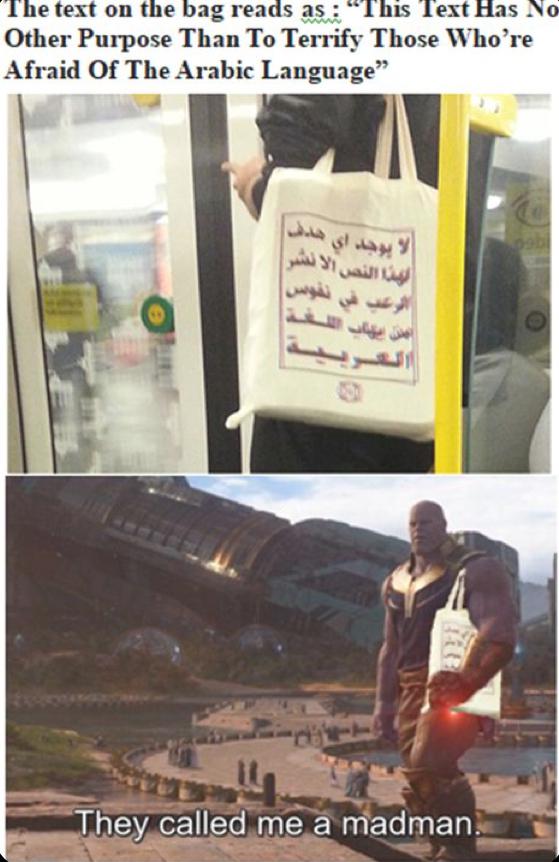 The text on the bag reads as : “This Text Has No
Other Purpose Than To Terrify Those Who’re
Afraid Of The Arabic Language”
لا يوجد اي هدف
لهذا النص الا نشر
الرعب في نفوس
من يهاب اللغة
العربية
They called me a madman.